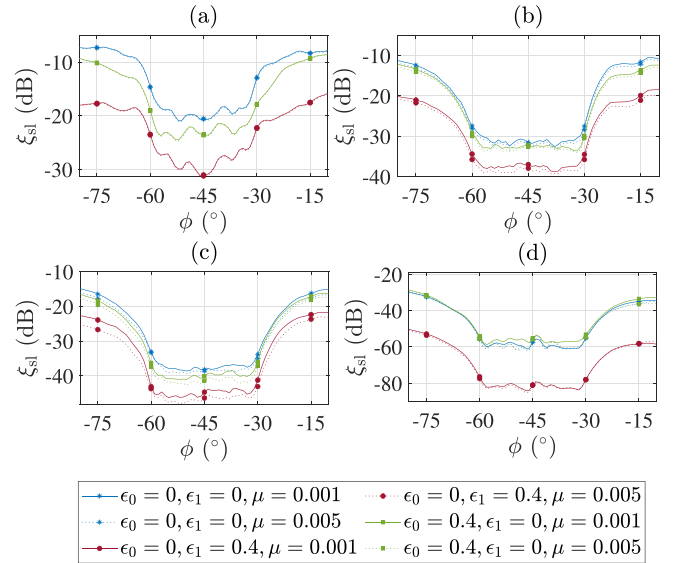 (a)
(b)
-10
-20
-30
ξsl (dB)
-75 -60 -45 -30 -15
ϕ (°)
-10
-20
-30
-40
ξsl (dB)
-75 -60 -45 -30 -15
ϕ (°)
(c)
(d)
-10
-20
-30
-40
ξsl (dB)
-75 -60 -45 -30 -15
ϕ (°)
-20
-40
-60
-80
ξsl (dB)
-75 -60 -45 -30 -15
ϕ (°)
ϵ0 = 0, ϵ1 = 0, μ = 0.001
ϵ0 = 0, ϵ1 = 0, μ = 0.005
ϵ0 = 0, ϵ1 = 0.4, μ = 0.001
ϵ0 = 0, ϵ1 = 0.4, μ = 0.005
ϵ0 = 0.4, ϵ1 = 0, μ = 0.001
ϵ0 = 0.4, ϵ1 = 0, μ = 0.005